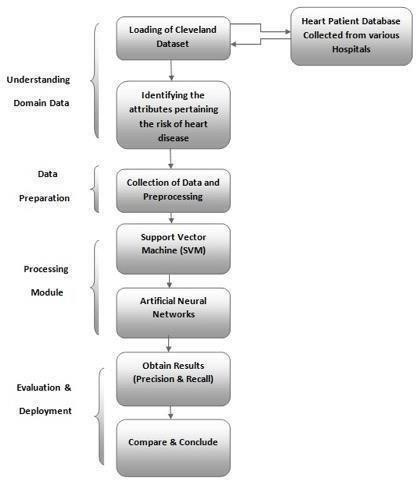 Loading of Cleveland
Dataset
Heart Patient Database
Collected from various
Hospitals
Understanding
Domain Data
Identifying the
attributes pertaining
the risk of heart
disease
Data
Preparation
Collection of Data and
Preprocessing
Support Vector
Machine (SVM)
Processing
Module
Artificial Neural
Networks
Obtain Results
(Precision & Recall)
Evaluation &
Deployment
Compare & Conclude